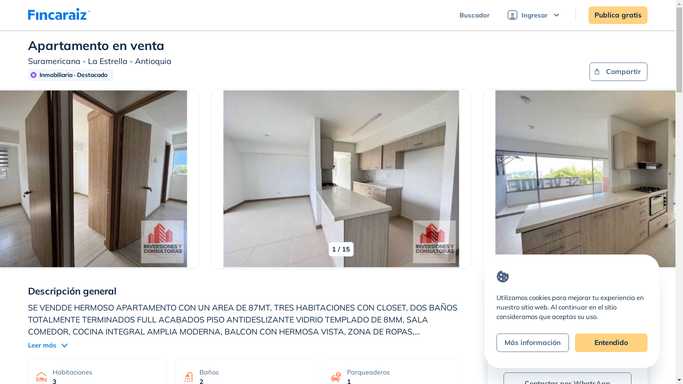 Fincaraiz
Buscador
Ingresar
Publica gratis
Apartamento en venta
Suramericana - La Estrella - Antioquia
Inmobiliaria - Destacado
Compartir
INVERSIONES Y
CONSULTORIAS
1 / 15
INVERSIONES Y
CONSULTORIAS
Descripción general
SE VENDDE HERMOSO APARTAMENTO CON UN AREA DE 87MT, TRES HABITACIONES CON CLOSET, DOS BAÑOS
TOTALMENTE TERMINADOS FULL ACABADOS PISO ANTIDESLIZANTE VIDRIO TEMPLADO DE 8MM, SALA
COMEDOR, COCINA INTEGRAL AMPLIA MODERNA, BALCON CON HERMOSA VISTA, ZONA DE ROPAS,...
Leer más
Habitaciones
3
Baños
2
Parqueaderos
1
Utilizamos cookies para mejorar tu experiencia en
nuestro sitio web. Al continuar en el sitio
consideramos que aceptas su uso.
Más información
Entendido
Contactar por WhatsApp